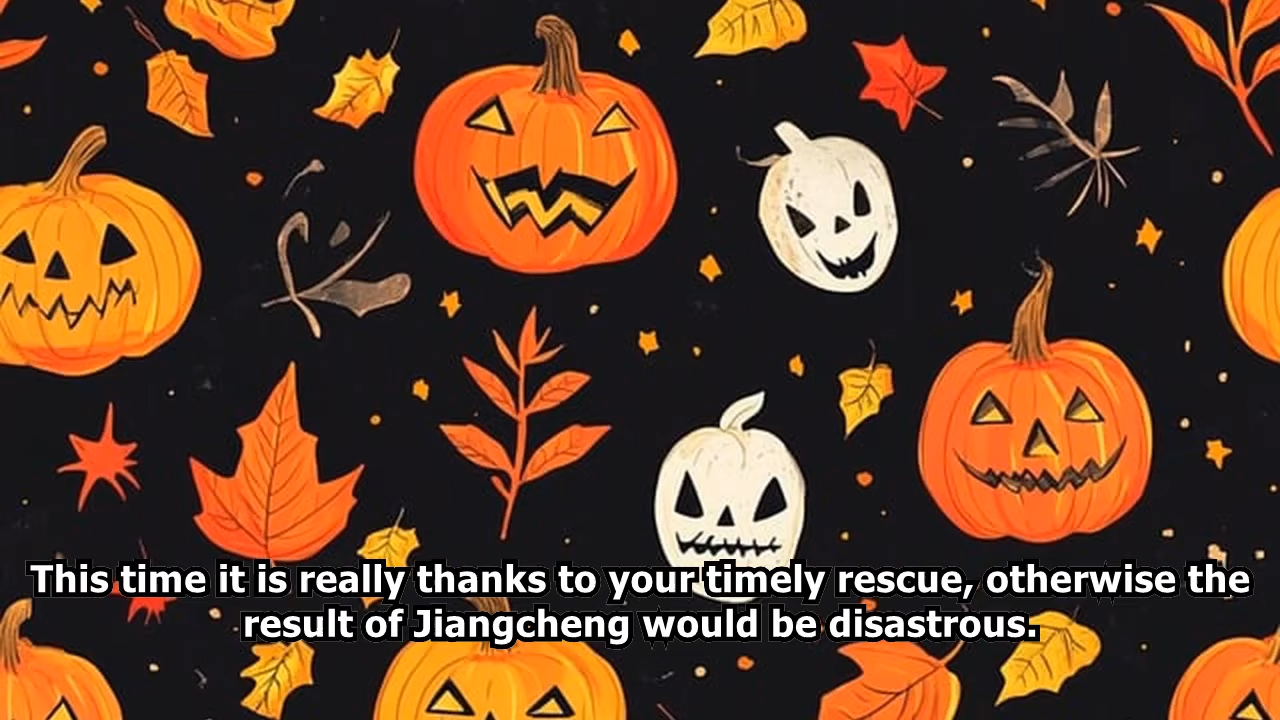 This time it is really thanks to your timely rescue, otherwise the
result of Jiangcheng would be disastrous.